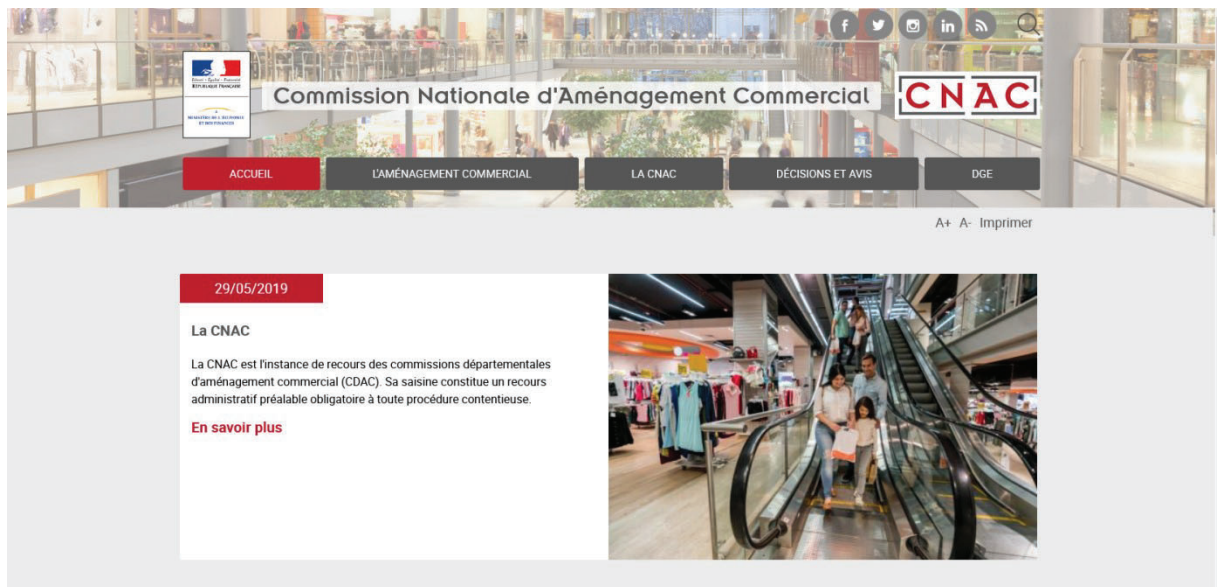 RÉPUBLIQUE FRANÇAISE
Commission Nationale d'Aménagement Commercial
CNAC
ACCUEIL
L'AMÉNAGEMENT COMMERCIAL
LA CNAC
DÉCISIONS ET AVIS
DGE
A+ A- Imprimer
29/05/2019
La CNAC
La CNAC est l'instance de recours des commissions départementales
d'aménagement commercial (CDAC). Sa saisine constitue un recours
administratif préalable obligatoire à toute procédure contentieuse.
En savoir plus